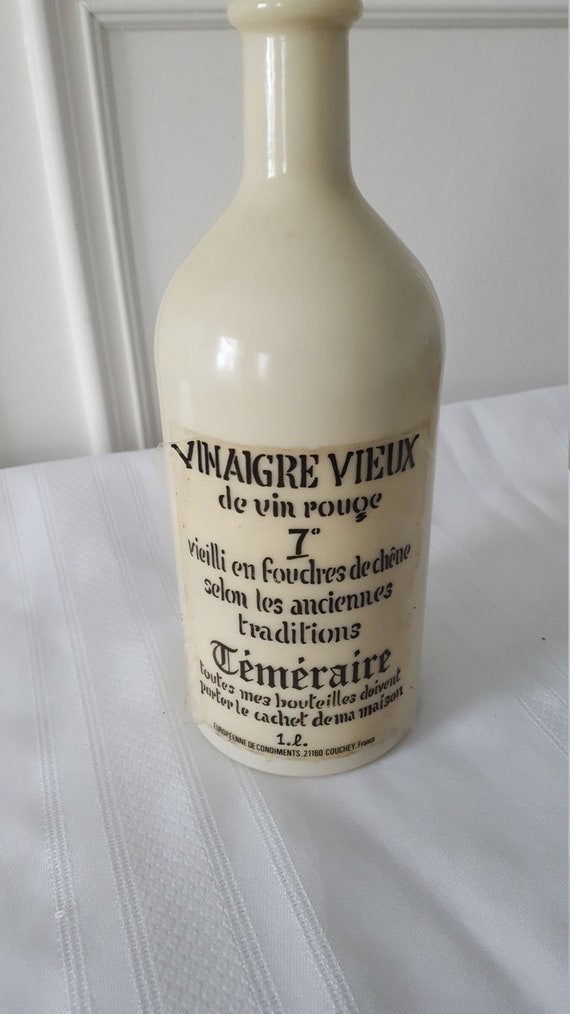 VINAIGRE VIEUX
de vin rouge
7°
vieilli en foudres de chêne
selon les anciennes
traditions
Téméraire
toutes mes bouteilles doivent
porter le cachet de ma maison
1.l.
EUROPÉENNE DE CONDIMENTS. 21160 COUCHEY France